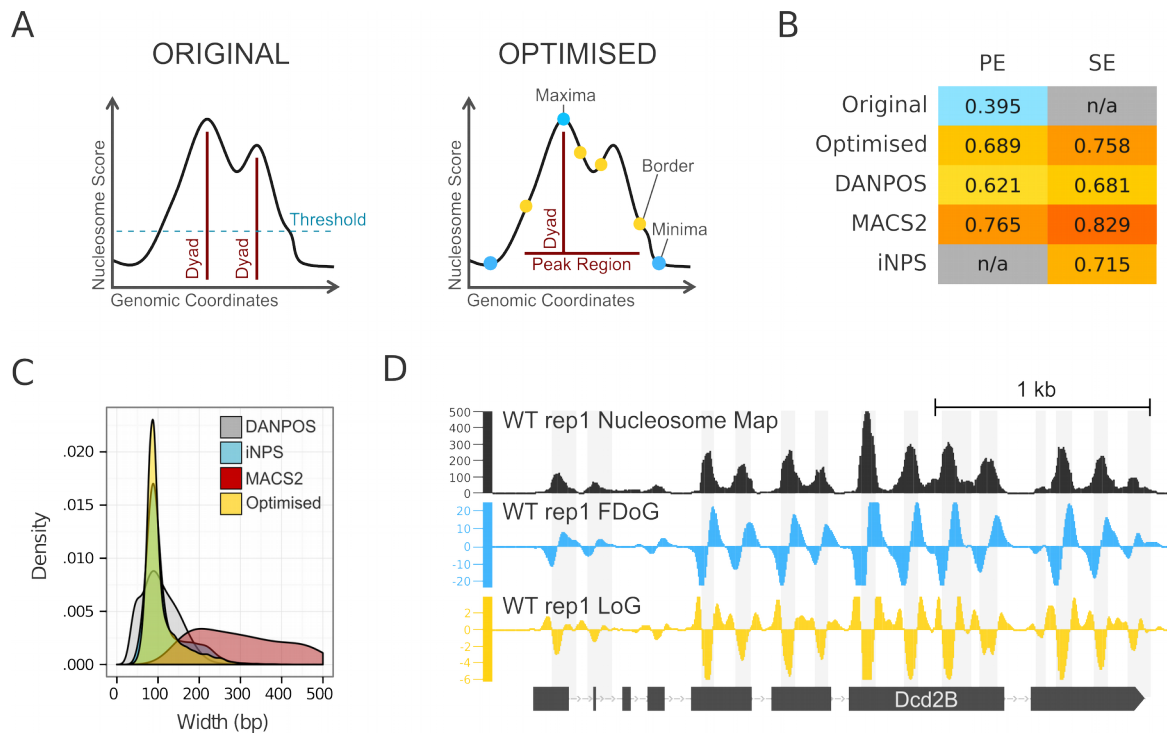 A
ORIGINAL
Nucleosome Score
Dyad
Dyad
Threshold
Genomic Coordinates
OPTIMISED
Nucleosome Score
Maxima
Border
Minima
Dyad
Peak Region
Genomic Coordinates
B
PE SE
Original 0.395 n/a
Optimised 0.689 0.758
DANPOS 0.621 0.681
MACS2 0.765 0.829
iNPS n/a 0.715
C
Density
.020
.015
.010
.005
.000
0 100 200 300 400 500
Width (bp)
DANPOS
iNPS
MACS2
Optimised
D
1 kb
WT rep1 Nucleosome Map
500
400
300
200
100
0
WT rep1 FDoG
20
10
0
-10
-20
WT rep1 LoG
2
0
-2
-4
-6
Dcd2B